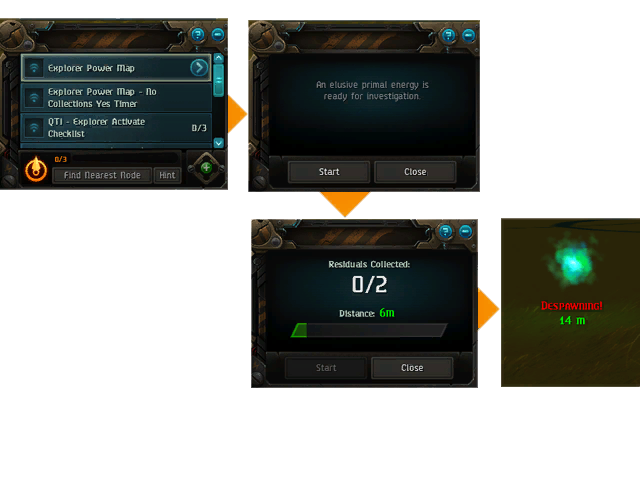 Explorer Power Map
Explorer Power Map - No
Collections Yes Timer
QTI - Explorer Activate
Checklist
0/3
0/3
Find Nearest Node
Hint
An elusive primal energy is
ready for investigation.
Start
Close
Residuals Collected:
0/2
Distance: 6m
Start
Close
Despawning!
14 m